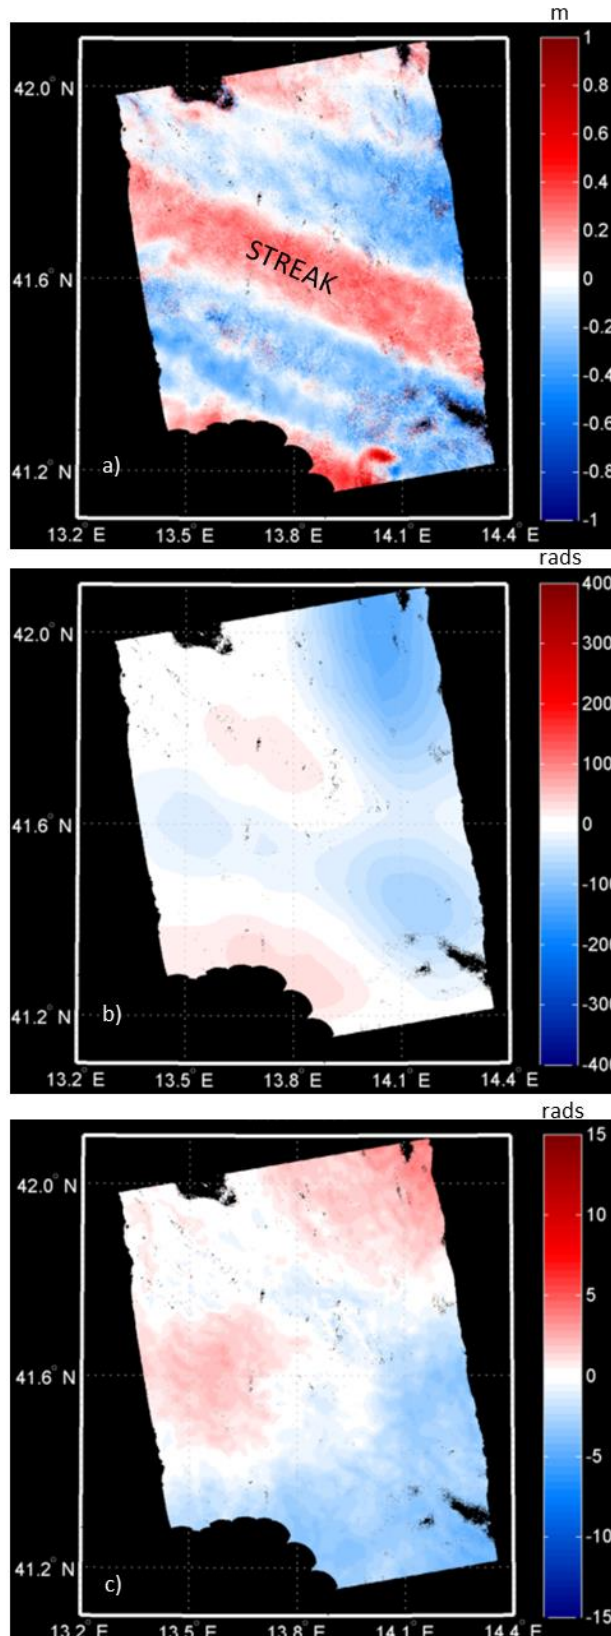 m
1
42.0° N
0.8
0.6
0.4
0.2
STREAK
41.6° N
0
-0.2
-0.4
-0.6
a)
41.2° N
-0.8
-1
13.2° E 13.5° E 13.8° E 14.1° E 14.4° E
rads
400
42.0° N
300
200
100
41.6° N
0
-100
-200
b)
41.2° N
-300
-400
13.2° E 13.5° E 13.8° E 14.1° E 14.4° E
rads
15
42.0° N
10
5
41.6° N
0
-5
-10
41.2° N
c)
-15
13.2° E 13.5° E 13.8° E 14.1° E 14.4° E